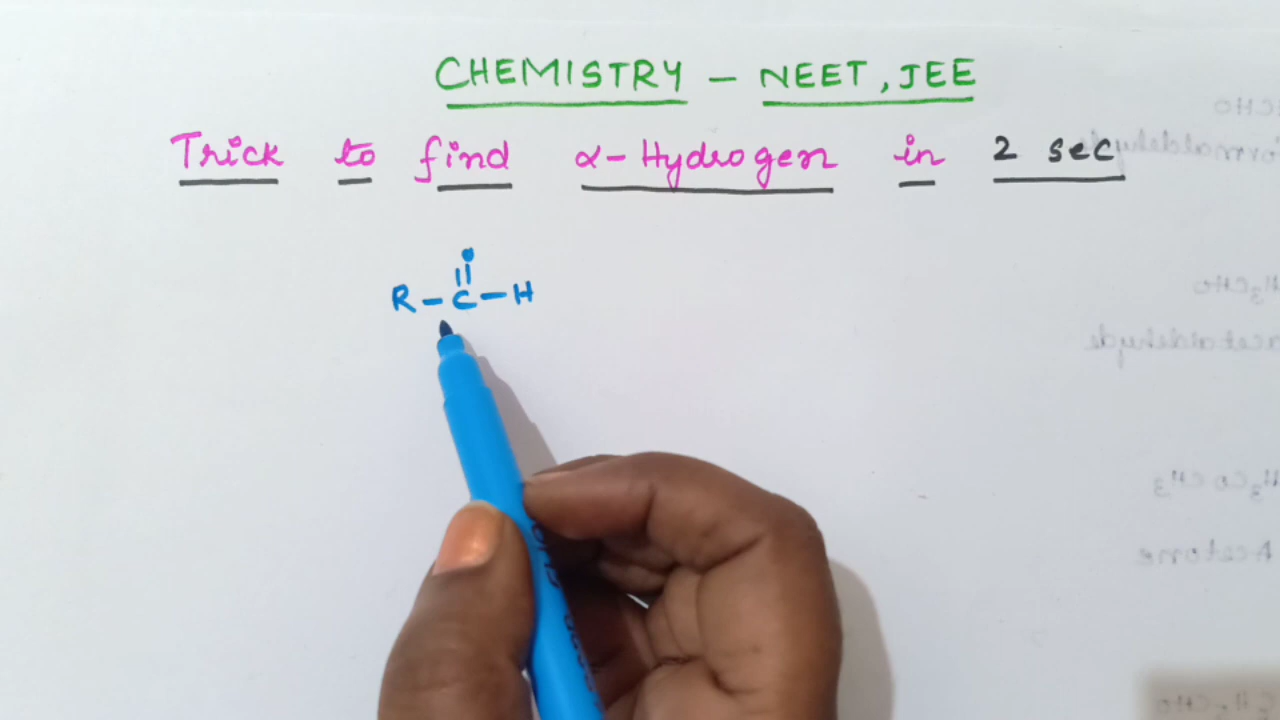 CHEMISTRY – NEET, JEE
Trick to find α-Hydrogen in 2 sec
O
||
R – C – H